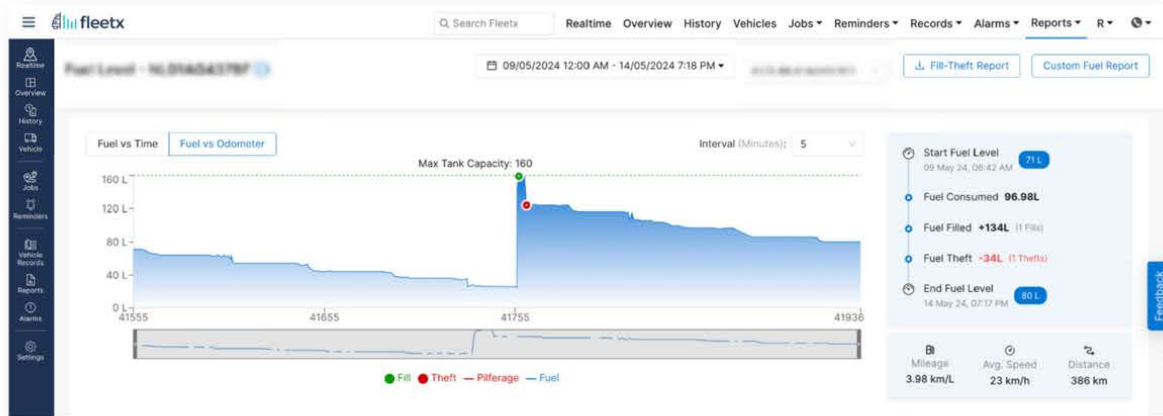 fleetx
Search Fleetx
Realtime Overview History Vehicles Jobs Reminders Records Alarms Reports R
Realtime
Overview
History
Vehicle
Jobs
Reminders
Vehicle
Records
Reports
Alarms
Settings
09/05/2024 12:00 AM - 14/05/2024 7:18 PM
Fill-Theft Report
Custom Fuel Report
Fuel vs Time
Fuel vs Odometer
Interval (Minutes): 5
Max Tank Capacity: 160
160 L
120 L
80 L
40 L
0 L
41555 41655 41755 41936
Fill Theft Pilferage Fuel
Start Fuel Level 71 L
09 May 24, 06:42 AM
Fuel Consumed 96.98L
Fuel Filled +134L (1 Fills)
Fuel Theft -34L (1 Thefts)
End Fuel Level 80 L
14 May 24, 07:17 PM
Mileage Avg. Speed Distance
3.98 km/L 23 km/h 386 km
Feedback